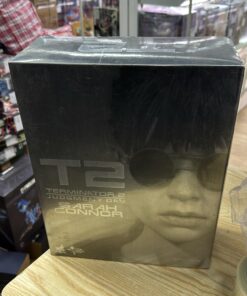 T2
TERMINATOR 2
JUDGMENT DAY
SARAH
CONNOR